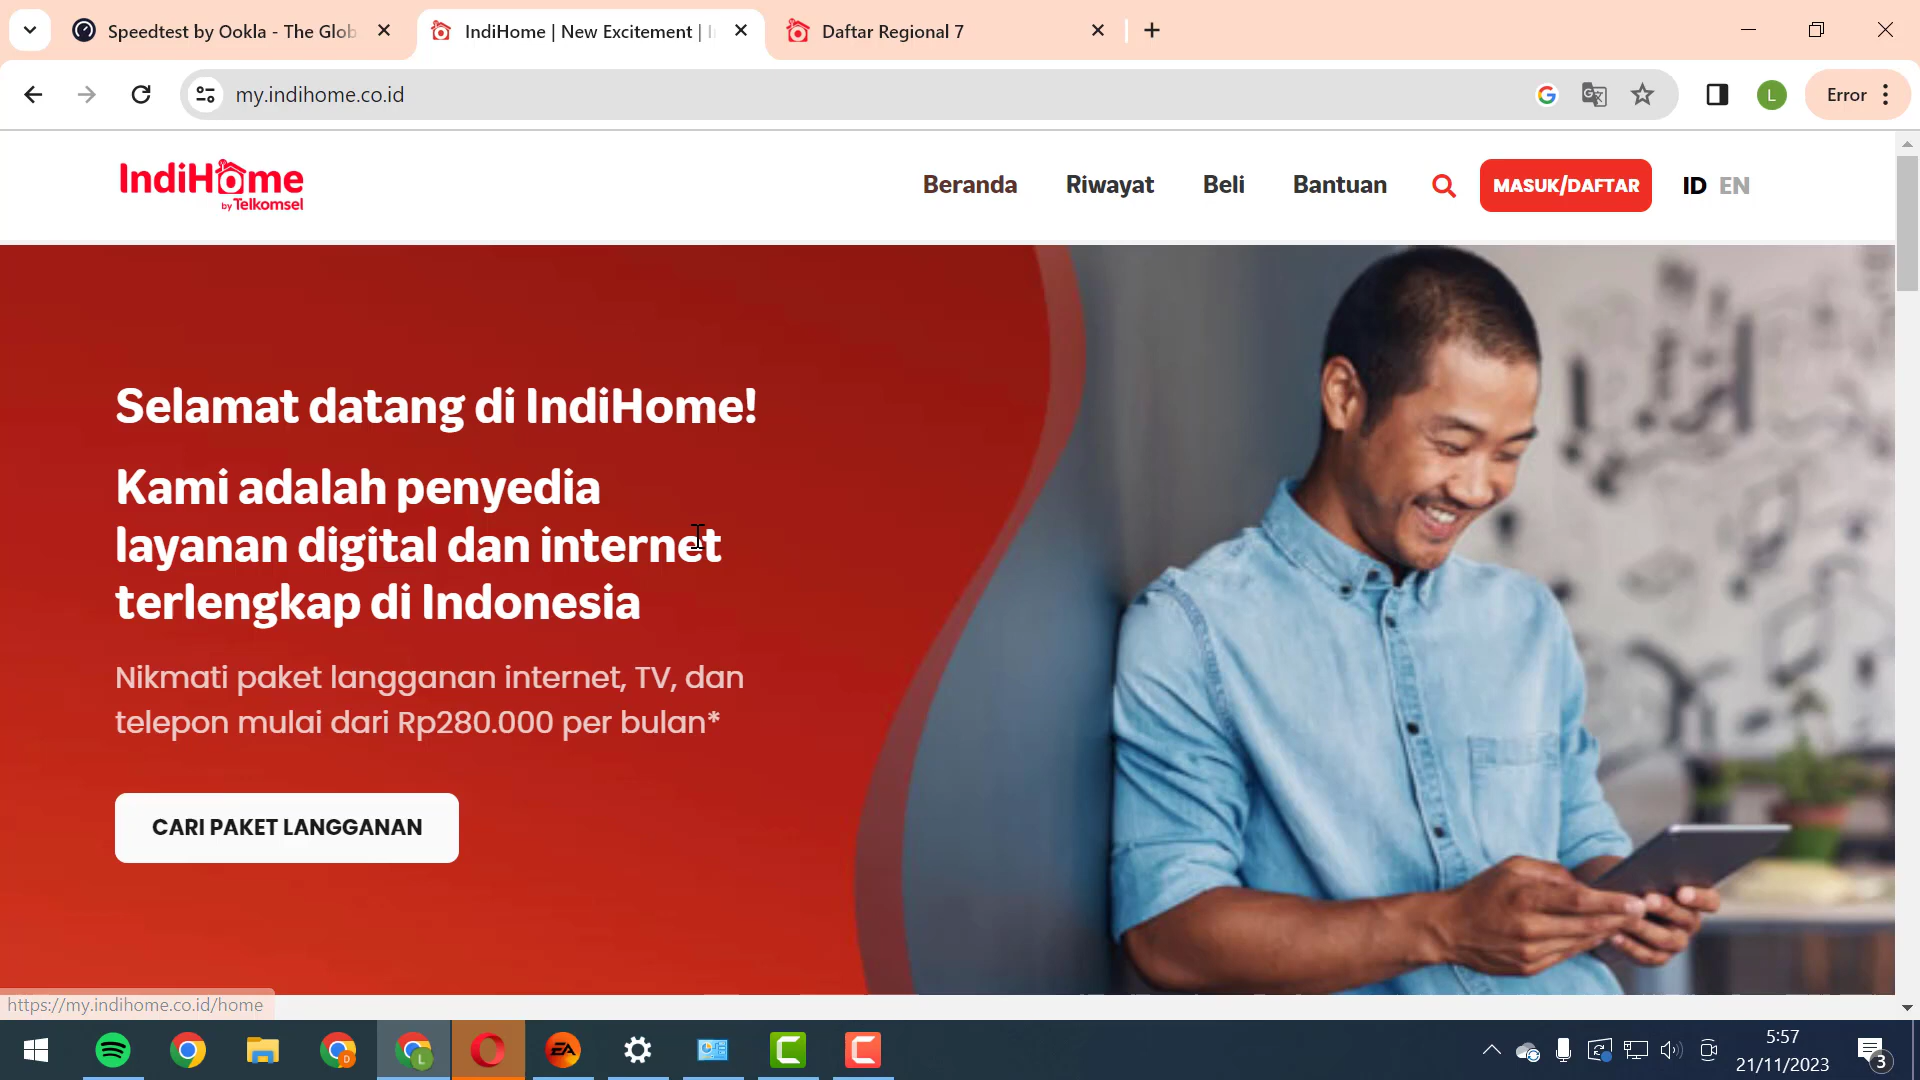 Speedtest by Ookla - The Glob
IndiHome | New Excitement |
Daftar Regional 7
my.indihome.co.id
L
Error
IndiHome
by Telkomsel
Beranda
Riwayat
Beli
Bantuan
MASUK/DAFTAR
ID EN
Selamat datang di IndiHome!
Kami adalah penyedia
layanan digital dan internet
terlengkap di Indonesia
Nikmati paket langganan internet, TV, dan
telepon mulai dari Rp280.000 per bulan*
CARI PAKET LANGGANAN
https://my.indihome.co.id/home
D
L
EA
5:57
21/11/2023
3